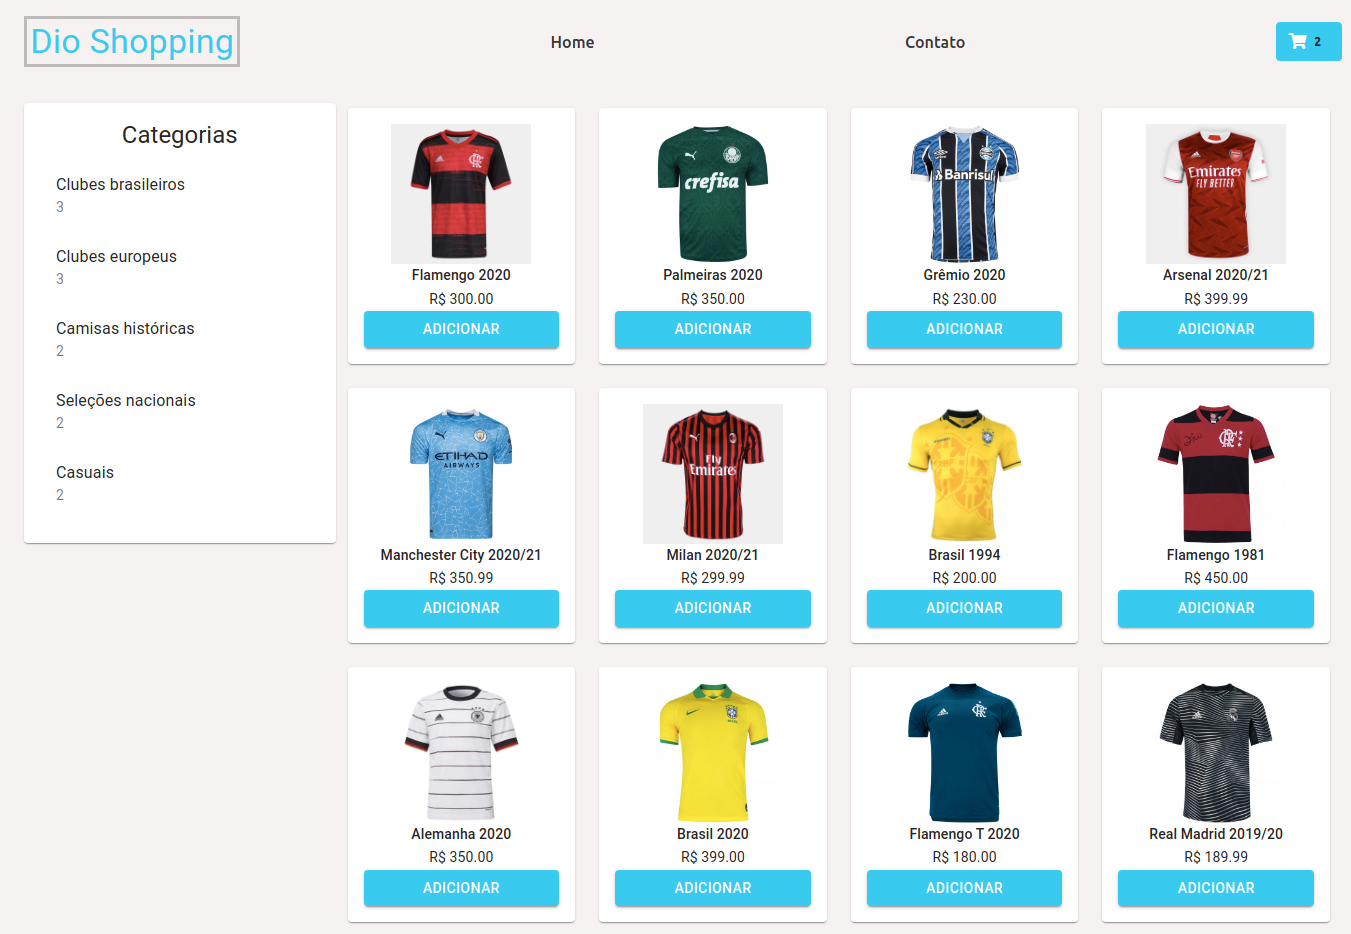 Dio Shopping
Home
Contato
2
Categorias
Clubes brasileiros
3
Clubes europeus
3
Camisas históricas
2
Seleções nacionais
2
Casuais
2
crefisa
Banrisul
Emirates
FLY BETTER
Flamengo 2020
Palmeiras 2020
Grêmio 2020
Arsenal 2020/21
R$ 300.00
R$ 350.00
R$ 230.00
R$ 399.99
ADICIONAR
ADICIONAR
ADICIONAR
ADICIONAR
ETIHAD
AIRWAYS
Fly
Emirates
Manchester City 2020/21
Milan 2020/21
Brasil 1994
Flamengo 1981
R$ 350.99
R$ 299.99
R$ 200.00
R$ 450.00
ADICIONAR
ADICIONAR
ADICIONAR
ADICIONAR
Alemanha 2020
Brasil 2020
Flamengo T 2020
Real Madrid 2019/20
R$ 350.00
R$ 399.00
R$ 180.00
R$ 189.99
ADICIONAR
ADICIONAR
ADICIONAR
ADICIONAR